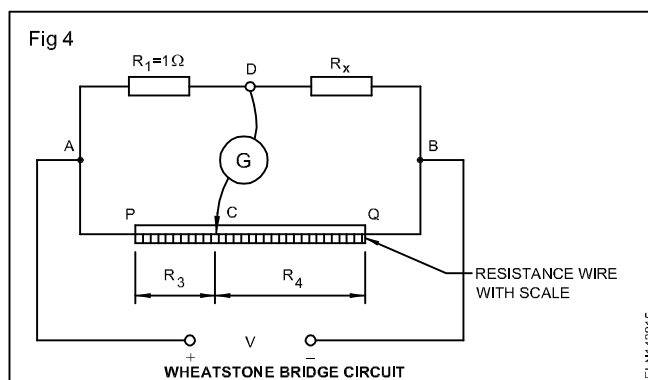 Fig 4
R1=1Ω
D
Rx
A
B
G
P
C
Q
R3
R4
RESISTANCE WIRE
WITH SCALE
+
V
–
WHEATSTONE BRIDGE CIRCUIT